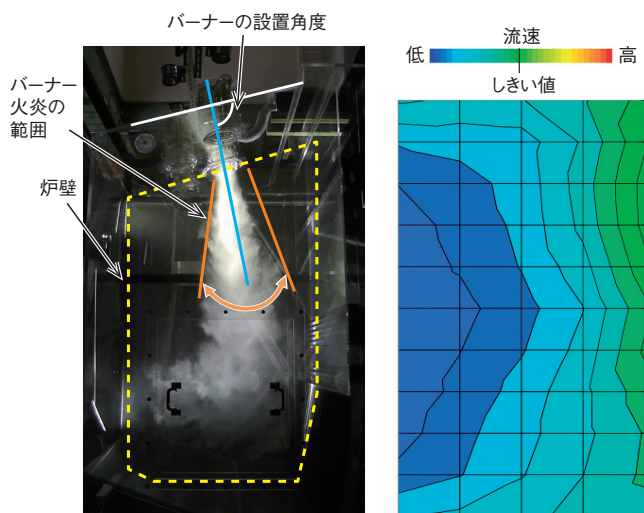 バーナーの設置角度
バーナー
火炎の
範囲
炉壁
流速
低
高
しきい値